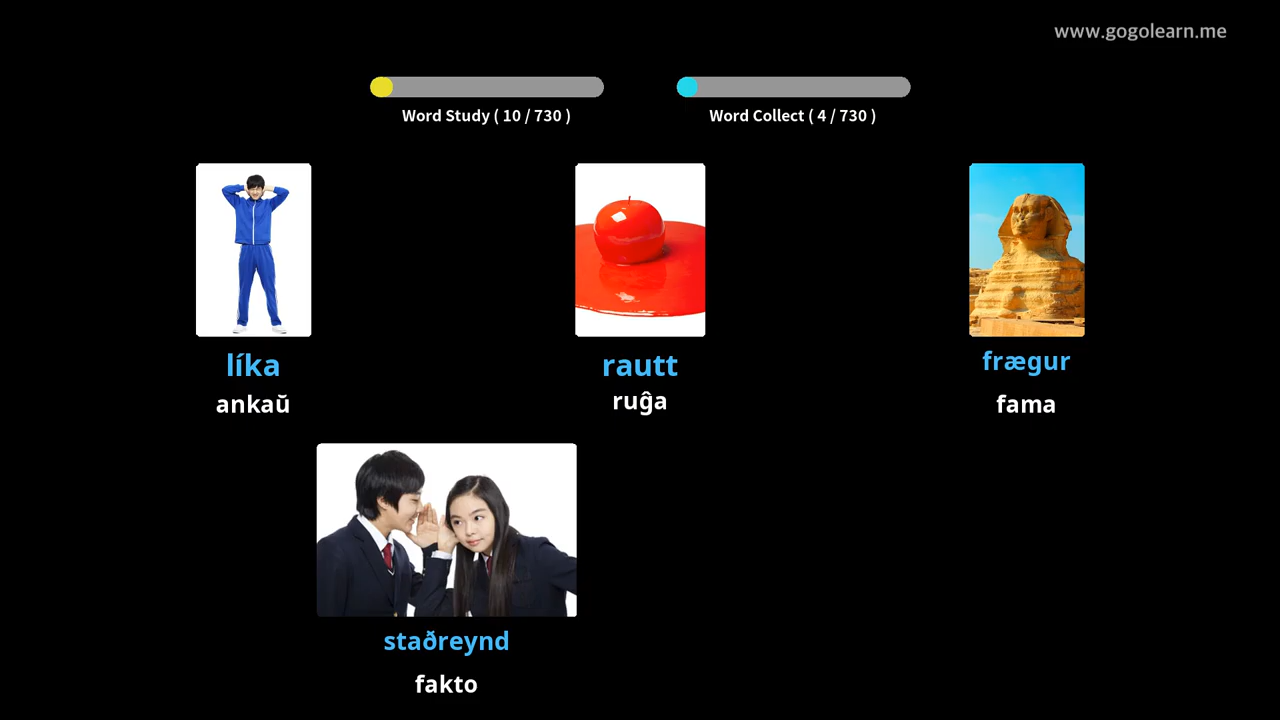 www.gogolearn.me
Word Study ( 10 / 730 )
Word Collect ( 4 / 730 )
líka
rautt
frægur
ankaŭ
ruĝa
fama
staðreynd
fakto